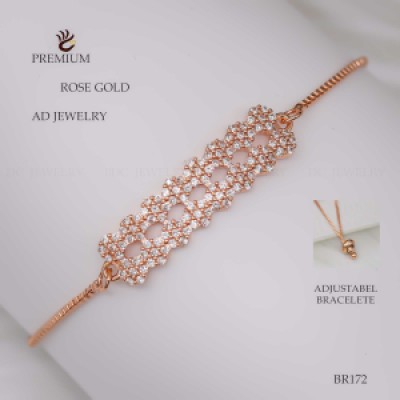 PREMIUM
ROSE GOLD
AD JEWELRY
ADJUSTABEL
BRACELETE
BR172